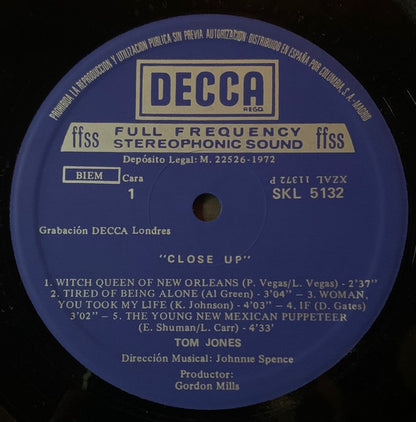 PROHIBIDA LA REPRODUCCION Y UTILIZACION PUBLICA SIN PREVIA AUTORIZACION. DISTRIBUIDO EN ESPAÑA POR COLUMBIA, S. A.-MADRID
DECCA
REGD.
ffss FULL FREQUENCY ffss
STEREOPHONIC SOUND
Depósito Legal: M. 22526-1972
BIEM Cara XZAL 11372 P
1 SKL 5132
Grabación DECCA Londres
"CLOSE UP"
1. WITCH QUEEN OF NEW ORLEANS (P. Vegas/L. Vegas) - 2'37"
2. TIRED OF BEING ALONE (Al Green) - 3'04" — 3. WOMAN,
YOU TOOK MY LIFE (K. Johnson) - 4'03" — 4. IF (D. Gates)
3'02" — 5. THE YOUNG NEW MEXICAN PUPPETEER
(E. Shuman/L. Carr) - 4'33'
TOM JONES
Dirección Musical: Johnnie Spence
Productor:
Gordon Mills